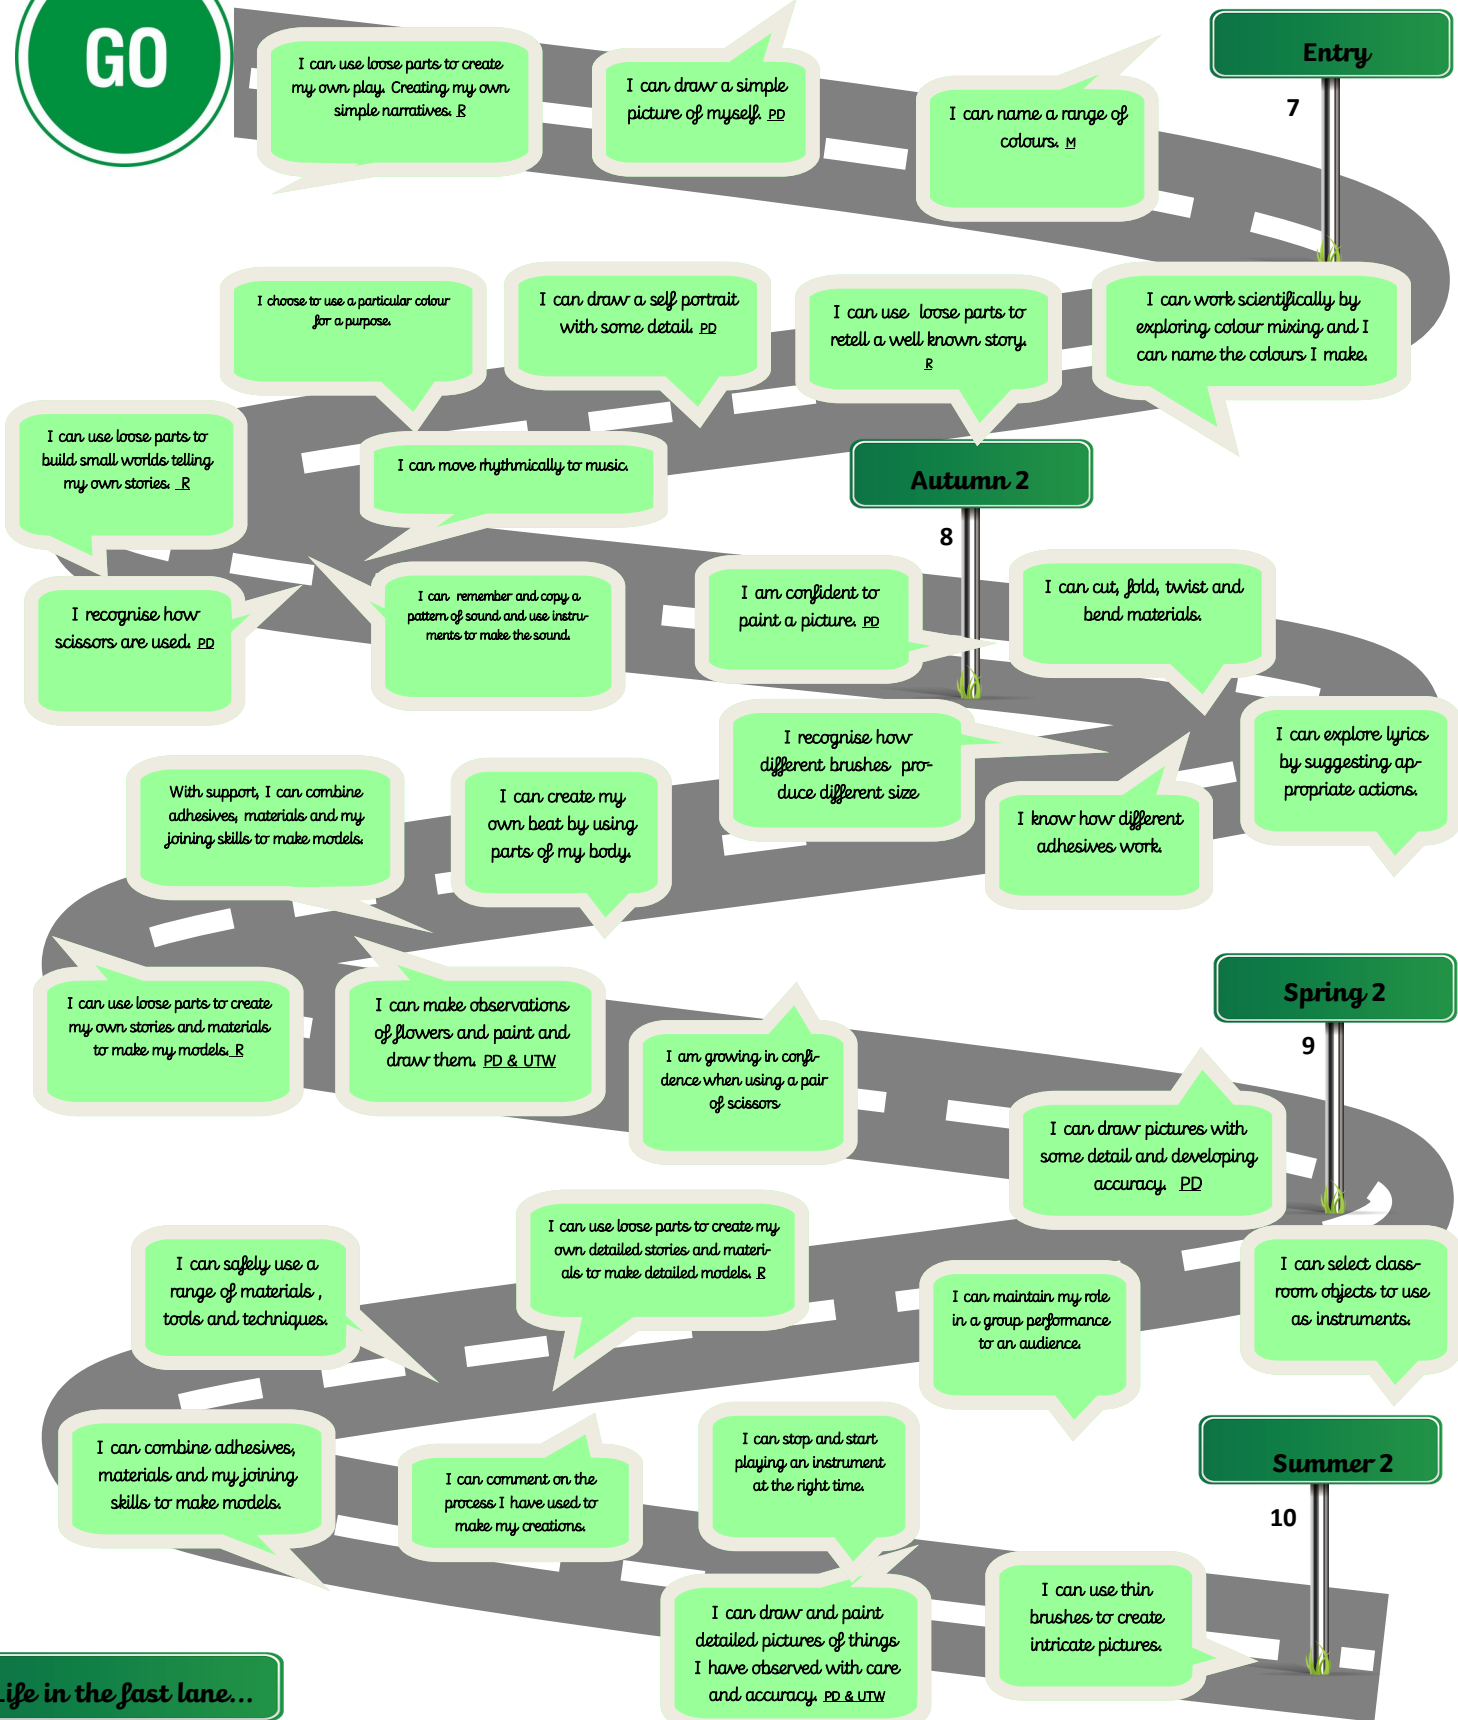 GO
I can use loose parts to create
my own play. Creating my own
simple narratives. R
I can draw a simple
picture of myself. PD
I can name a range of
colours. M
Entry
7
I choose to use a particular colour
for a purpose.
I can draw a self portrait
with some detail. PD
I can use loose parts to
retell a well known story.
R
I can work scientifically by
exploring colour mixing and I
can name the colours I make.
I can use loose parts to
build small worlds telling
my own stories. R
I can move rhythmically to music.
Autumn 2
8
I recognise how
scissors are used. PD
I can remember and copy a
pattern of sound and use instru-
ments to make the sound.
I am confident to
paint a picture. PD
I can cut, fold, twist and
bend materials.
I recognise how
different brushes pro-
duce different size
I can explore lyrics
by suggesting ap-
propriate actions.
With support, I can combine
adhesives, materials and my
joining skills to make models.
I can create my
own beat by using
parts of my body.
I know how different
adhesives work.
I can use loose parts to create
my own stories and materials
to make my models. R
I can make observations
of flowers and paint and
draw them. PD & UTW
I am growing in confi-
dence when using a pair
of scissors
Spring 2
9
I can draw pictures with
some detail and developing
accuracy. PD
I can safely use a
range of materials ,
tools and techniques.
I can use loose parts to create my
own detailed stories and materi-
als to make detailed models. R
I can maintain my role
in a group performance
to an audience.
I can select class-
room objects to use
as instruments.
I can combine adhesives,
materials and my joining
skills to make models.
I can comment on the
process I have used to
make my creations.
I can stop and start
playing an instrument
at the right time.
Summer 2
10
I can draw and paint
detailed pictures of things
I have observed with care
and accuracy. PD & UTW
I can use thin
brushes to create
intricate pictures.
Life in the fast lane...